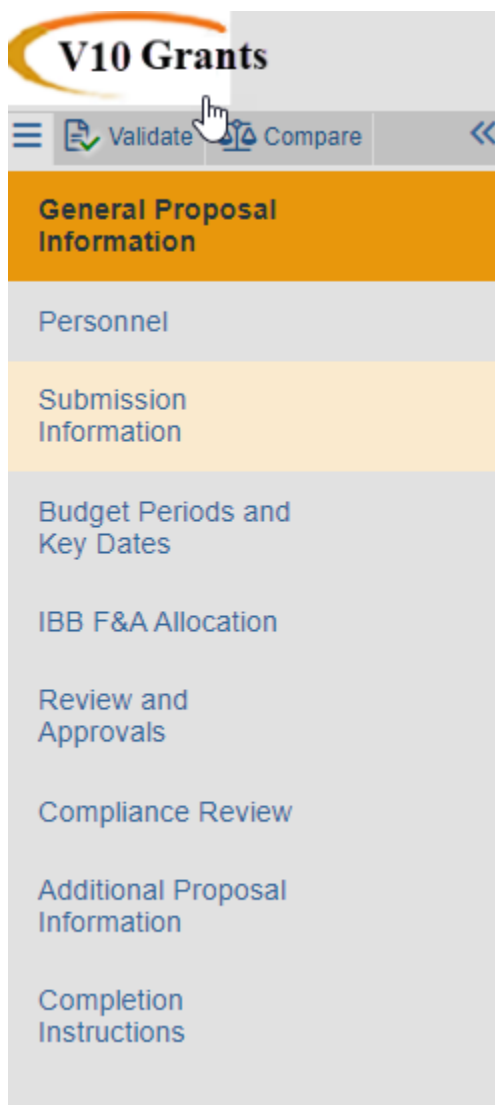 V10 Grants
Validate Compare
General Proposal
Information
Personnel
Submission
Information
Budget Periods and
Key Dates
IBB F&A Allocation
Review and
Approvals
Compliance Review
Additional Proposal
Information
Completion
Instructions